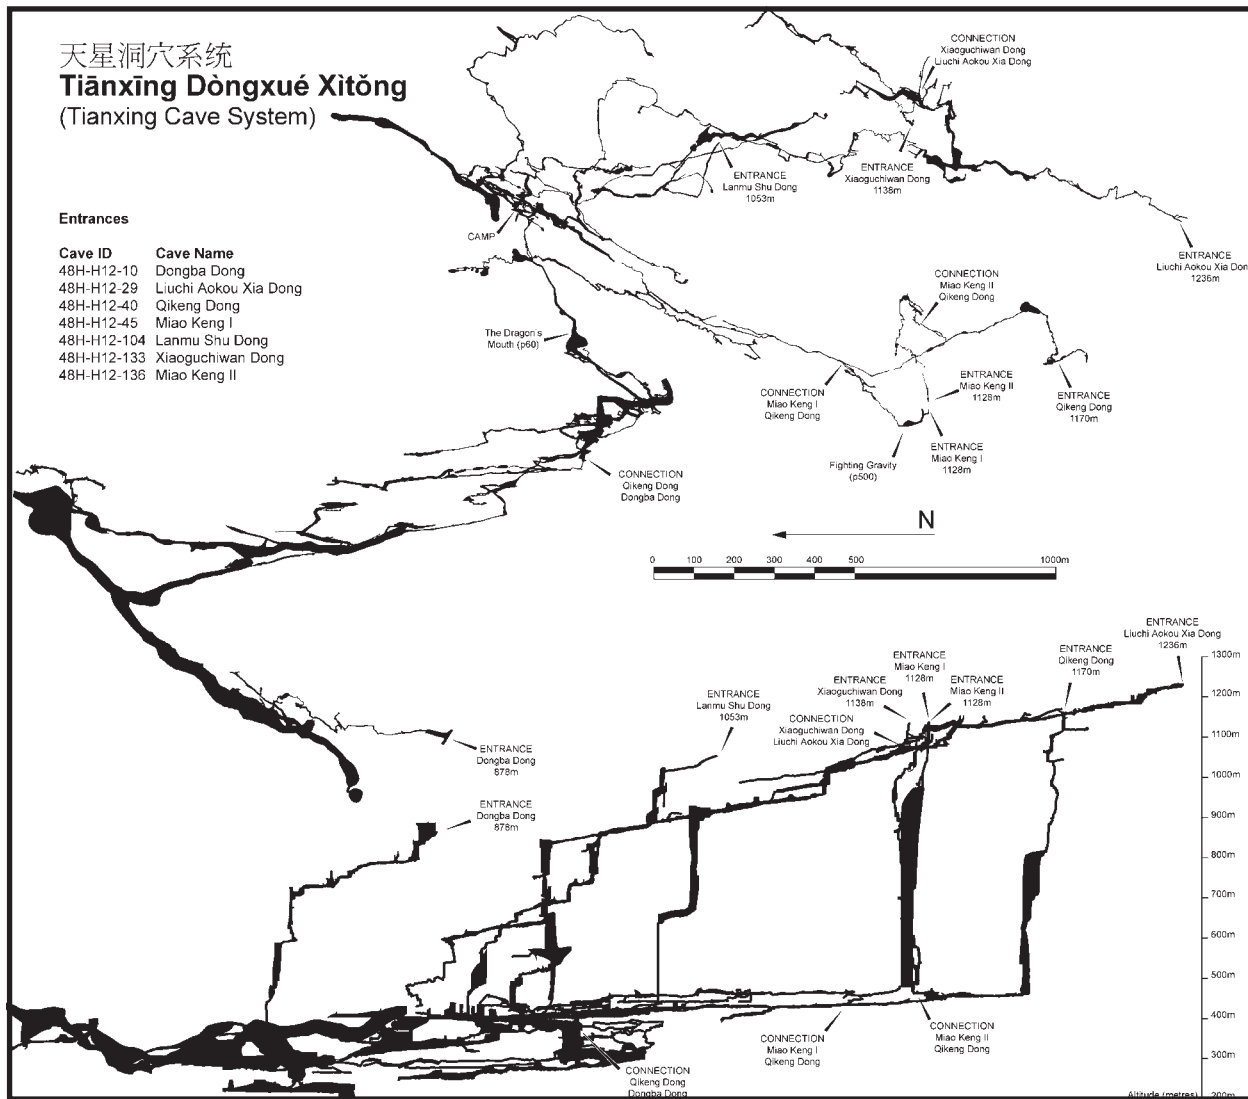 天星洞穴系统
Tiānxīng Dòngxué Xìtǒng
(Tianxing Cave System)
Entrances
Cave ID Cave Name
48H-H12-10 Dongba Dong
48H-H12-29 Liuchi Aokou Xia Dong
48H-H12-40 Qikeng Dong
48H-H12-45 Miao Keng I
48H-H12-104 Lanmu Shu Dong
48H-H12-133 Xiaoguchiwan Dong
48H-H12-136 Miao Keng II
CONNECTION
Xiaoguchiwan Dong
Liuchi Aokou Xia Dong
ENTRANCE
Lanmu Shu Dong
1053m
ENTRANCE
Xiaoguchiwan Dong
1138m
CAMP
ENTRANCE
Liuchi Aokou Xia Don
1236m
CONNECTION
Miao Keng II
Qikeng Dong
The Dragon's
Mouth (p60)
CONNECTION
Miao Keng I
Qikeng Dong
ENTRANCE
Miao Keng II
1128m
ENTRANCE
Qikeng Dong
1170m
Fighting Gravity
(p500)
ENTRANCE
Miao Keng I
1128m
CONNECTION
Qikeng Dong
Dongba Dong
N
0 100 200 300 400 500 1000m
ENTRANCE
Dongba Dong
878m
ENTRANCE
Dongba Dong
878m
ENTRANCE
Lanmu Shu Dong
1053m
ENTRANCE
Xiaoguchiwan Dong
1138m
CONNECTION
Xiaoguchiwan Dong
Liuchi Aokou Xia Dong
ENTRANCE
Miao Keng I
1128m
ENTRANCE
Miao Keng II
1128m
ENTRANCE
Qikeng Dong
1170m
ENTRANCE
Liuchi Aokou Xia Dong
1236m
1300m
1200m
1100m
1000m
900m
800m
700m
600m
500m
400m
300m
200m
CONNECTION
Miao Keng I
Qikeng Dong
CONNECTION
Miao Keng II
Qikeng Dong
CONNECTION
Qikeng Dong
Dongba Dong
Altitude (metres)